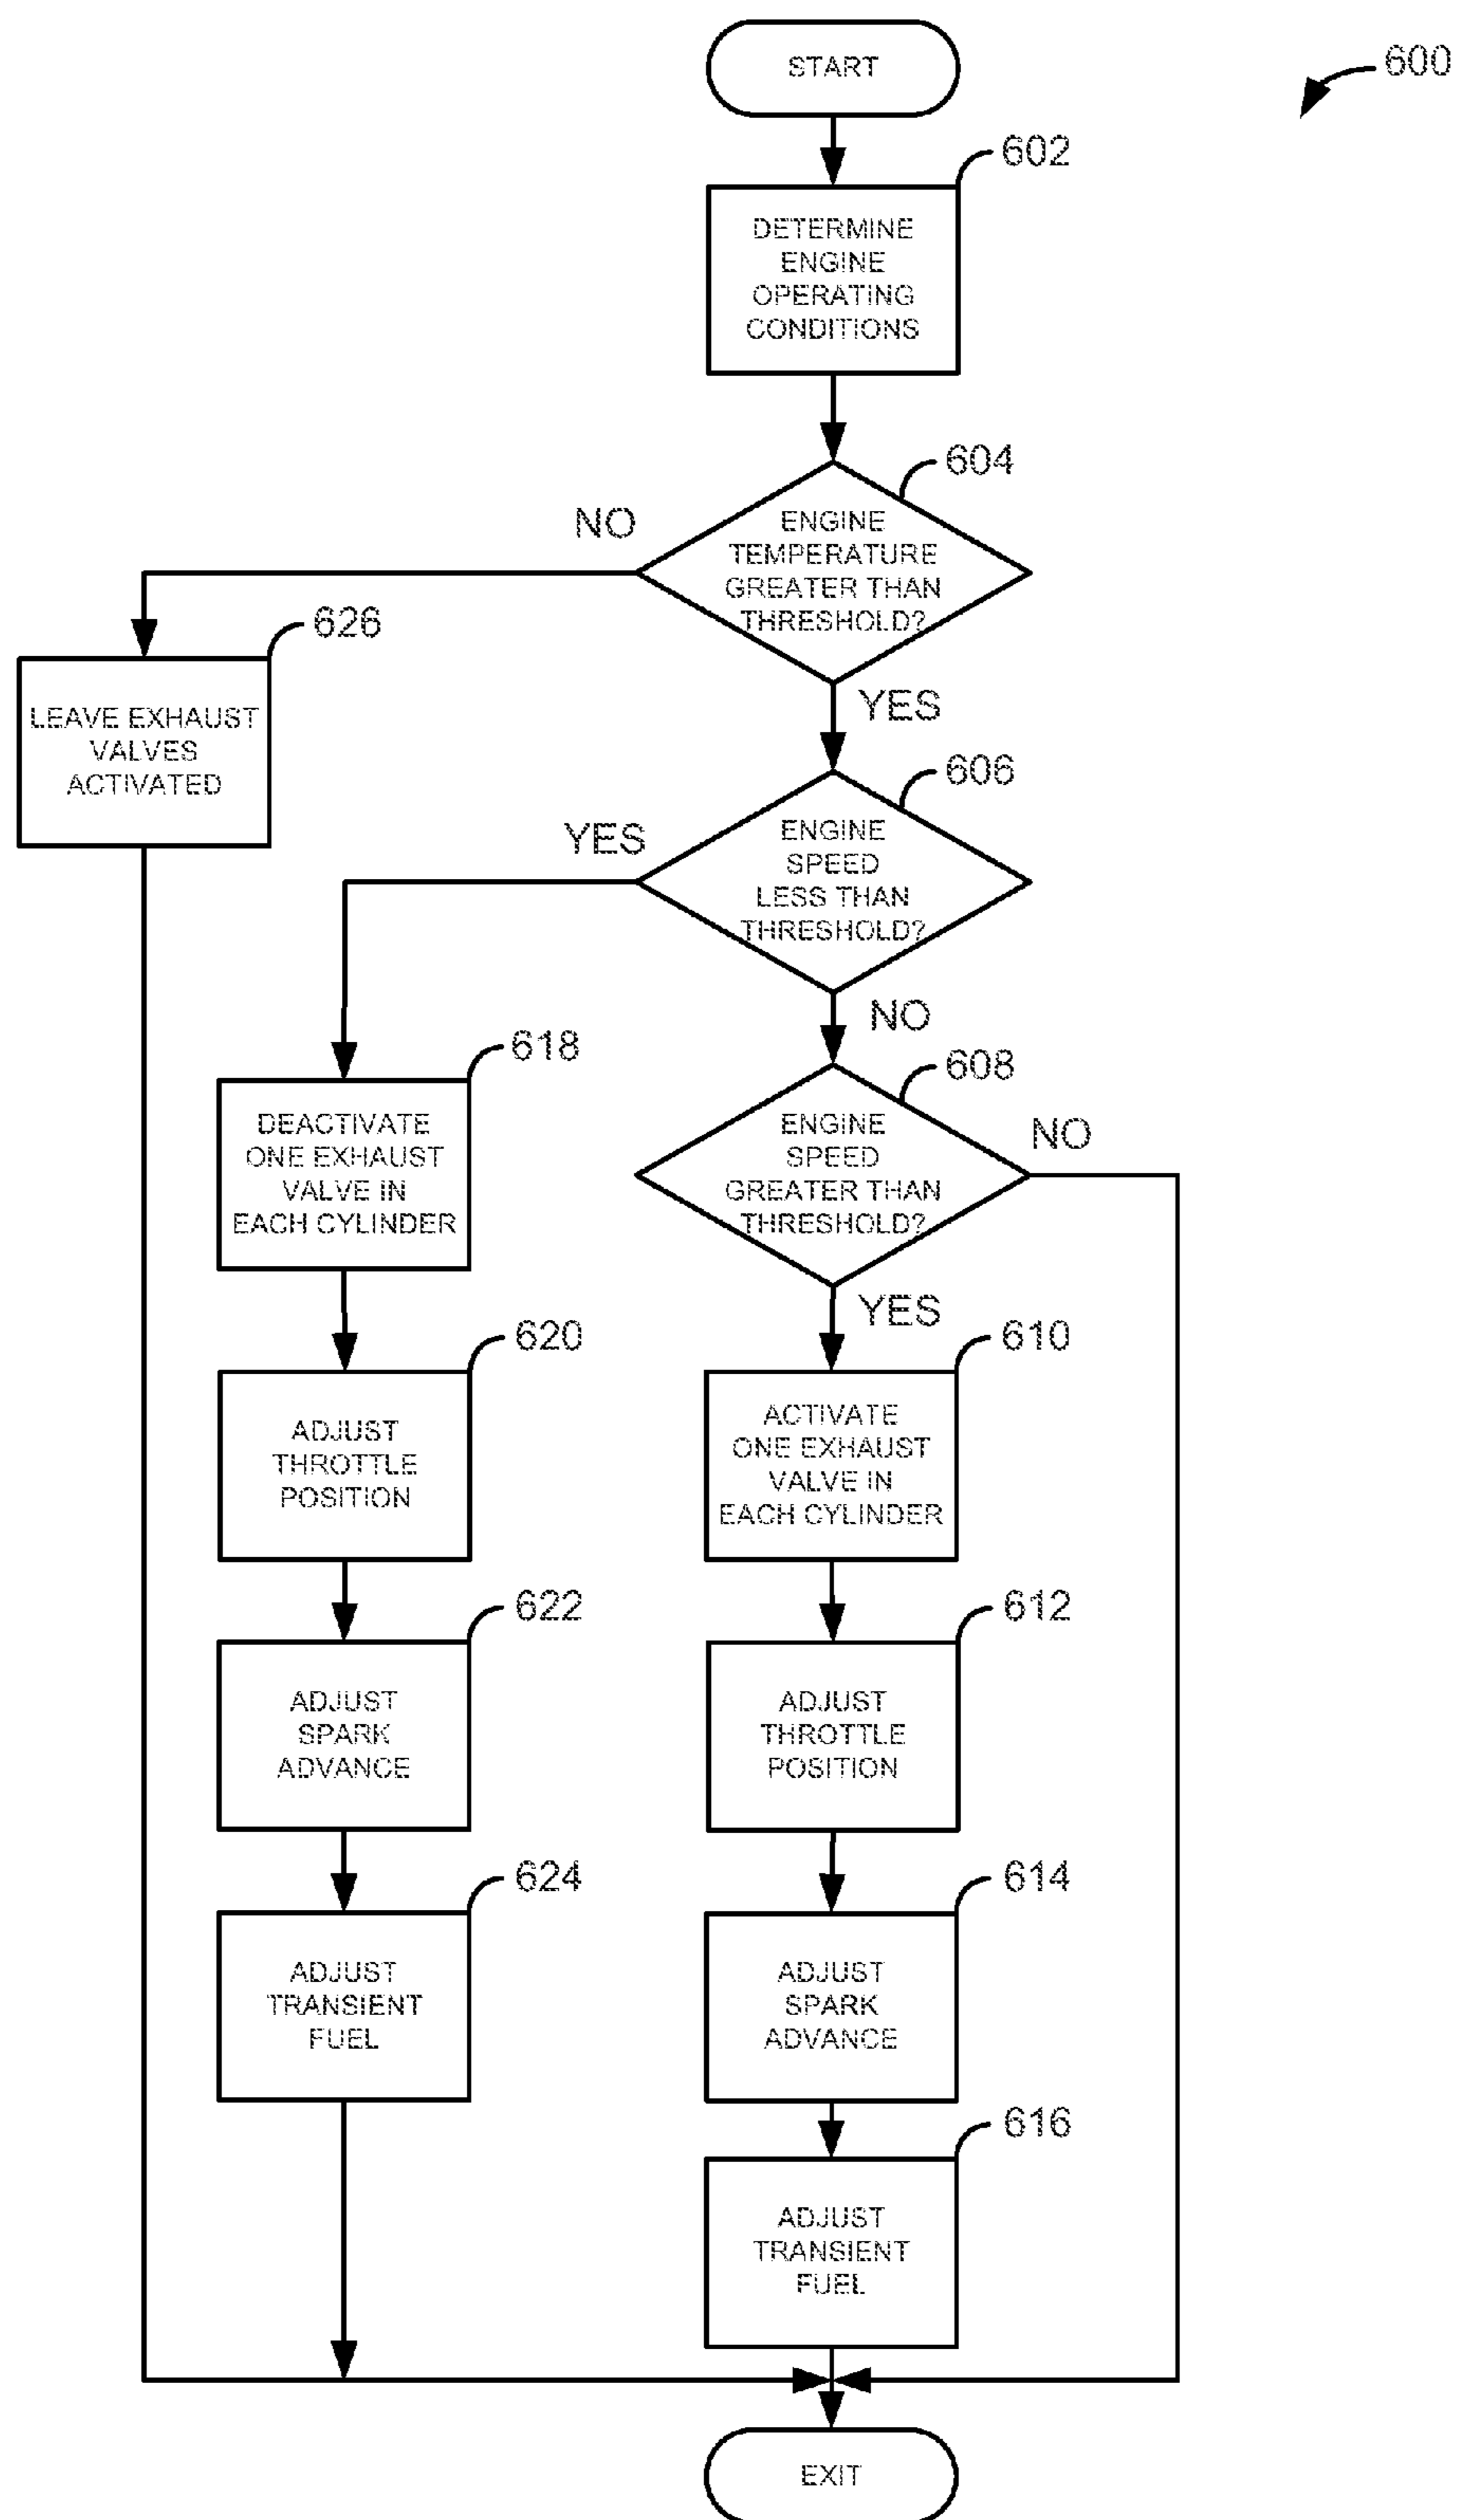 START
600
602
DETERMINE
ENGINE
OPERATING
CONDITIONS
604
NO
ENGINE
TEMPERATURE
GREATER THAN
THRESHOLD?
626
LEAVE EXHAUST
VALVES
ACTIVATED
YES
606
YES
ENGINE
SPEED
LESS THAN
THRESHOLD?
NO
618
608
DEACTIVATE
ONE EXHAUST
VALVE IN
EACH CYLINDER
ENGINE
SPEED
GREATER THAN
THRESHOLD?
NO
YES
620
610
ADJUST
THROTTLE
POSITION
ACTIVATE
ONE EXHAUST
VALVE IN
EACH CYLINDER
622
612
ADJUST
SPARK
ADVANCE
ADJUST
THROTTLE
POSITION
624
614
ADJUST
TRANSIENT
FUEL
ADJUST
SPARK
ADVANCE
616
ADJUST
TRANSIENT
FUEL
EXIT